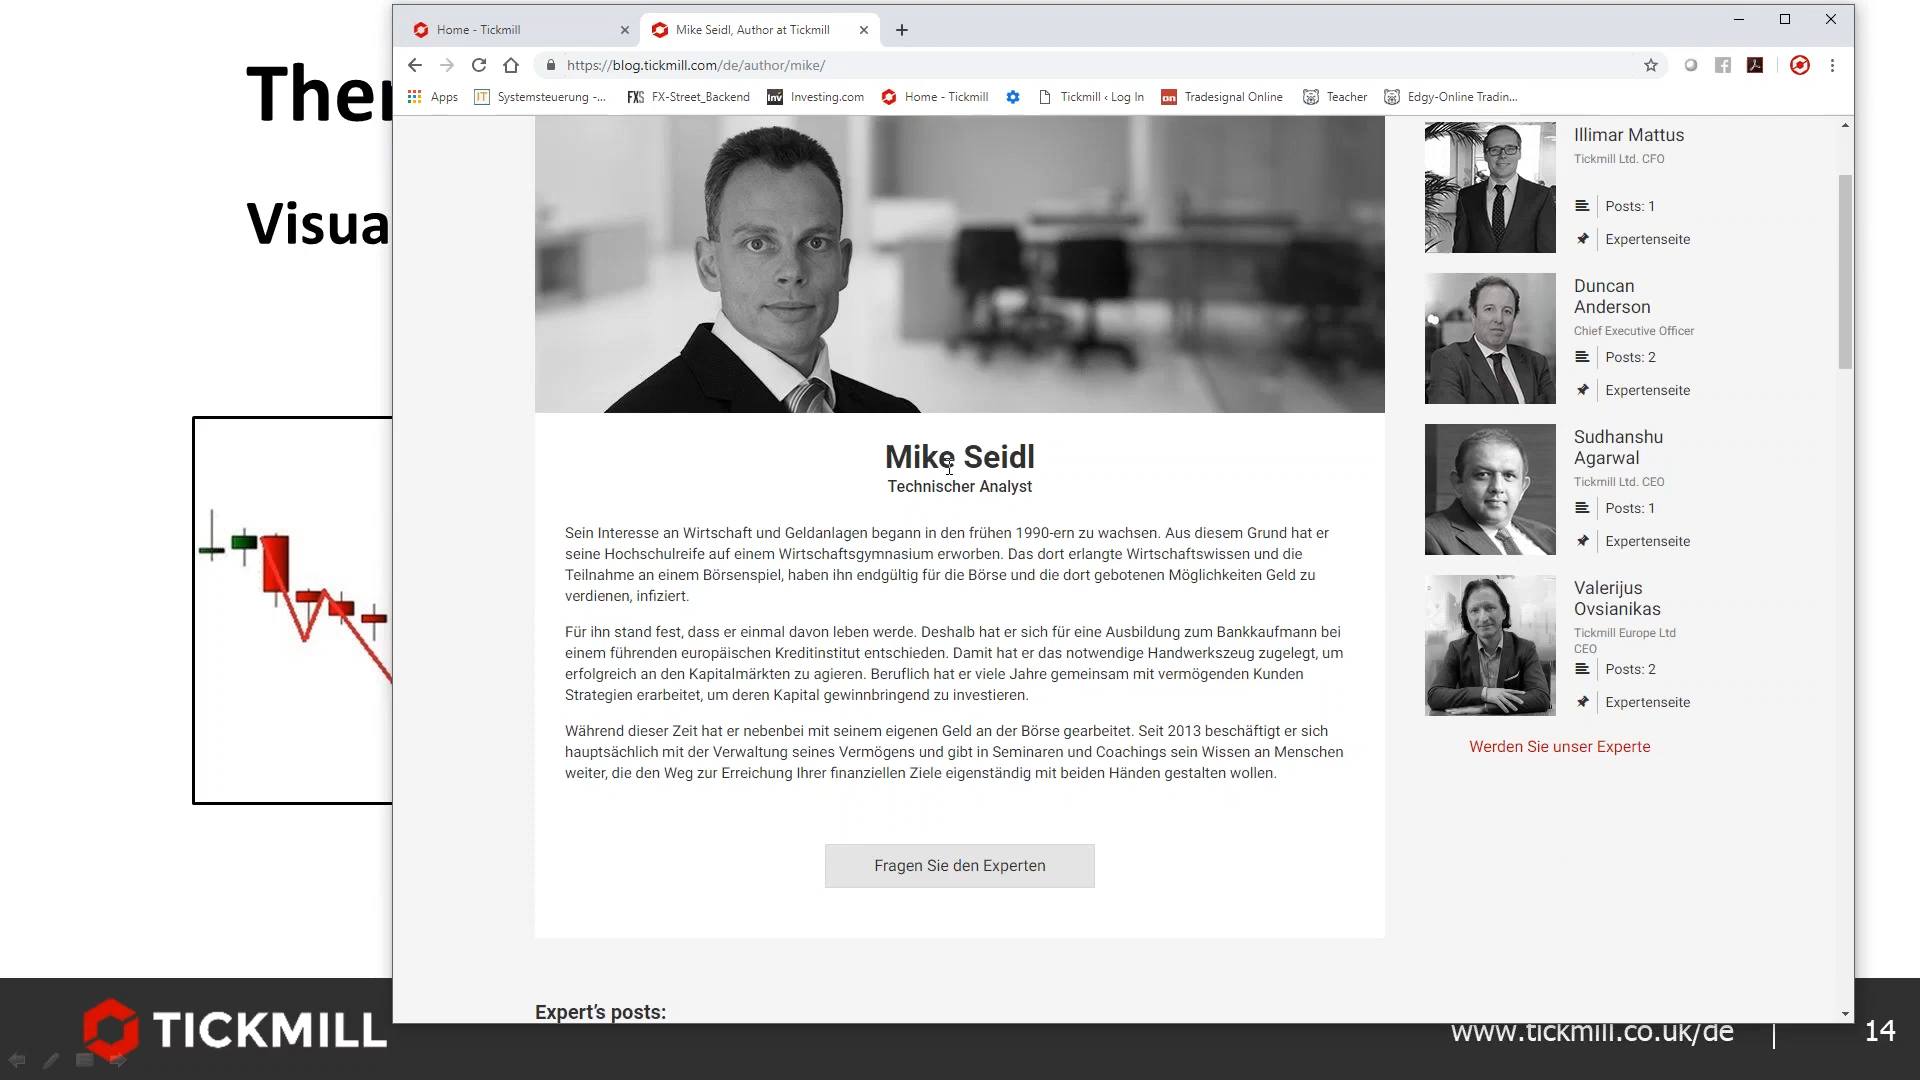 Home - Tickmill
Mike Seidl, Author at Tickmill
https://blog.tickmill.com/de/author/mike/
Apps
IT
Systemsteuerung -...
FXS
FX-Street_Backend
Inv
Investing.com
Home - Tickmill
Tickmill ‹ Log In
on
Tradesignal Online
Teacher
Edgy-Online Tradin...
Visua
Mike Seidl
Technischer Analyst
Sein Interesse an Wirtschaft und Geldanlagen begann in den frühen 1990-ern zu wachsen. Aus diesem Grund hat er
seine Hochschulreife auf einem Wirtschaftsgymnasium erworben. Das dort erlangte Wirtschaftswissen und die
Teilnahme an einem Börsenspiel, haben ihn endgültig für die Börse und die dort gebotenen Möglichkeiten Geld zu
verdienen, infiziert.
Für ihn stand fest, dass er einmal davon leben werde. Deshalb hat er sich für eine Ausbildung zum Bankkaufmann bei
einem führenden europäischen Kreditinstitut entschieden. Damit hat er das notwendige Handwerkszeug zugelegt, um
erfolgreich an den Kapitalmärkten zu agieren. Beruflich hat er viele Jahre gemeinsam mit vermögenden Kunden
Strategien erarbeitet, um deren Kapital gewinnbringend zu investieren.
Während dieser Zeit hat er nebenbei mit seinem eigenen Geld an der Börse gearbeitet. Seit 2013 beschäftigt er sich
hauptsächlich mit der Verwaltung seines Vermögens und gibt in Seminaren und Coachings sein Wissen an Menschen
weiter, die den Weg zur Erreichung Ihrer finanziellen Ziele eigenständig mit beiden Händen gestalten wollen.
Fragen Sie den Experten
Expert’s posts:
Illimar Mattus
Tickmill Ltd. CFO
Posts: 1
Expertenseite
Duncan
Anderson
Chief Executive Officer
Posts: 2
Expertenseite
Sudhanshu
Agarwal
Tickmill Ltd. CEO
Posts: 1
Expertenseite
Valerijus
Ovsianikas
Tickmill Europe Ltd
CEO
Posts: 2
Expertenseite
Werden Sie unser Experte
TICKMILL
www.tickmill.co.uk/de
14